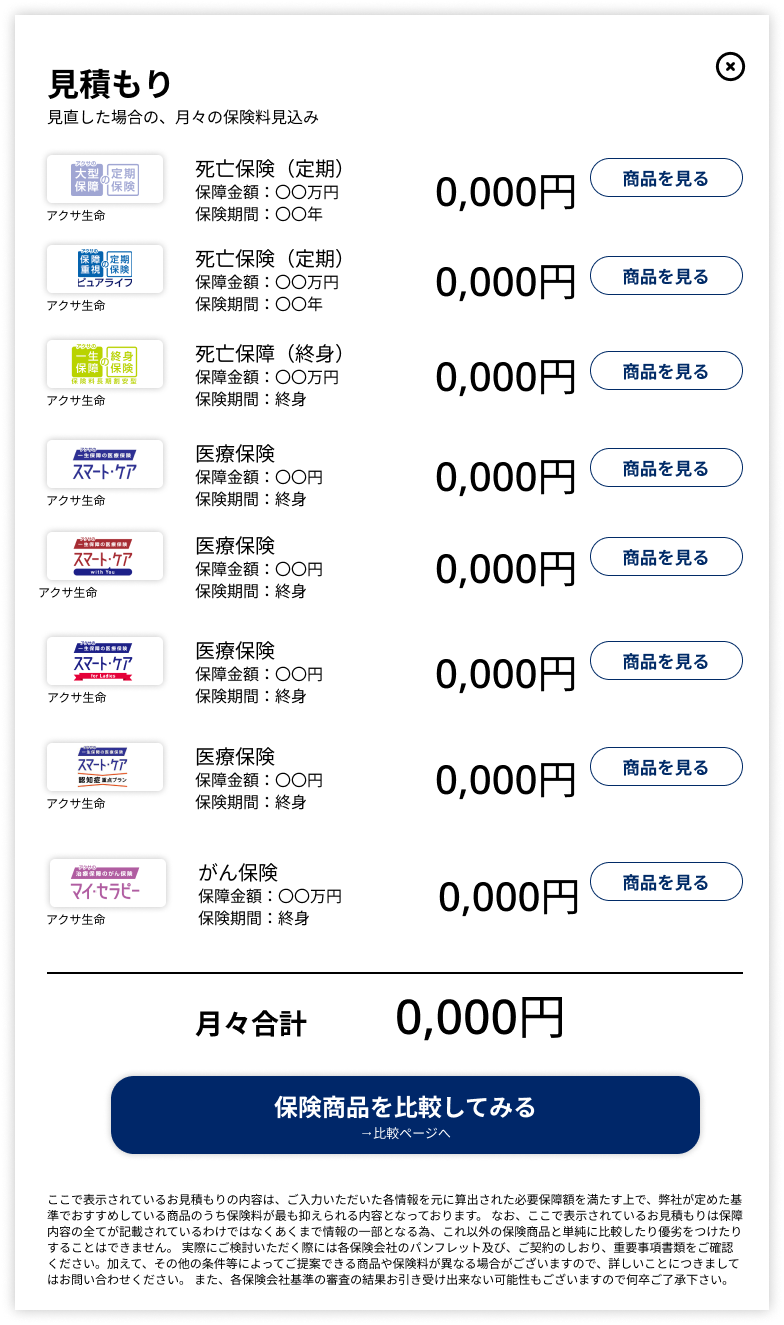 見積もり
見直した場合の、月々の保険料見込み
アクサの
大型保障の定期保険
アクサ生命
死亡保険（定期）
保障金額：〇〇万円
保険期間：〇〇年
0,000円
商品を見る
アクサの
保障重視の定期保険
ピュアライフ
アクサ生命
死亡保険（定期）
保障金額：〇〇万円
保険期間：〇〇年
0,000円
商品を見る
アクサの
一生保障の終身保険
保険料長期割安型
アクサ生命
死亡保障（終身）
保障金額：〇〇万円
保険期間：終身
0,000円
商品を見る
アクサの
一生保障の医療保険
スマート・ケア
アクサ生命
医療保険
保障金額：〇〇円
保険期間：終身
0,000円
商品を見る
アクサの
一生保障の医療保険
スマート・ケア
with You
アクサ生命
医療保険
保障金額：〇〇円
保険期間：終身
0,000円
商品を見る
アクサの
一生保障の医療保険
スマート・ケア
for Ladies
アクサ生命
医療保険
保障金額：〇〇円
保険期間：終身
0,000円
商品を見る
アクサの
一生保障の医療保険
スマート・ケア
認知症重点プラン
アクサ生命
医療保険
保障金額：〇〇円
保険期間：終身
0,000円
商品を見る
アクサの
治療保障のがん保険
マイ・セラピー
アクサ生命
がん保険
保障金額：〇〇万円
保険期間：終身
0,000円
商品を見る
月々合計
0,000円
保険商品を比較してみる
→比較ページへ
ここで表示されているお見積もりの内容は、ご入力いただいた各情報を元に算出された必要保障額を満たす上で、弊社が定めた基
準でおすすめしている商品のうち保険料が最も抑えられる内容となっております。 なお、ここで表示されているお見積もりは保障
内容の全てが記載されているわけではなくあくまで情報の一部となる為、これ以外の保険商品と単純に比較したり優劣をつけたり
することはできません。 実際にご検討いただく際には各保険会社のパンフレット及び、ご契約のしおり、重要事項書類をご確認
ください。加えて、その他の条件等によってご提案できる商品や保険料が異なる場合がございますので、詳しいことにつきまして
はお問い合わせください。 また、各保険会社基準の審査の結果お引き受け出来ない可能性もございますので何卒ご了承下さい。